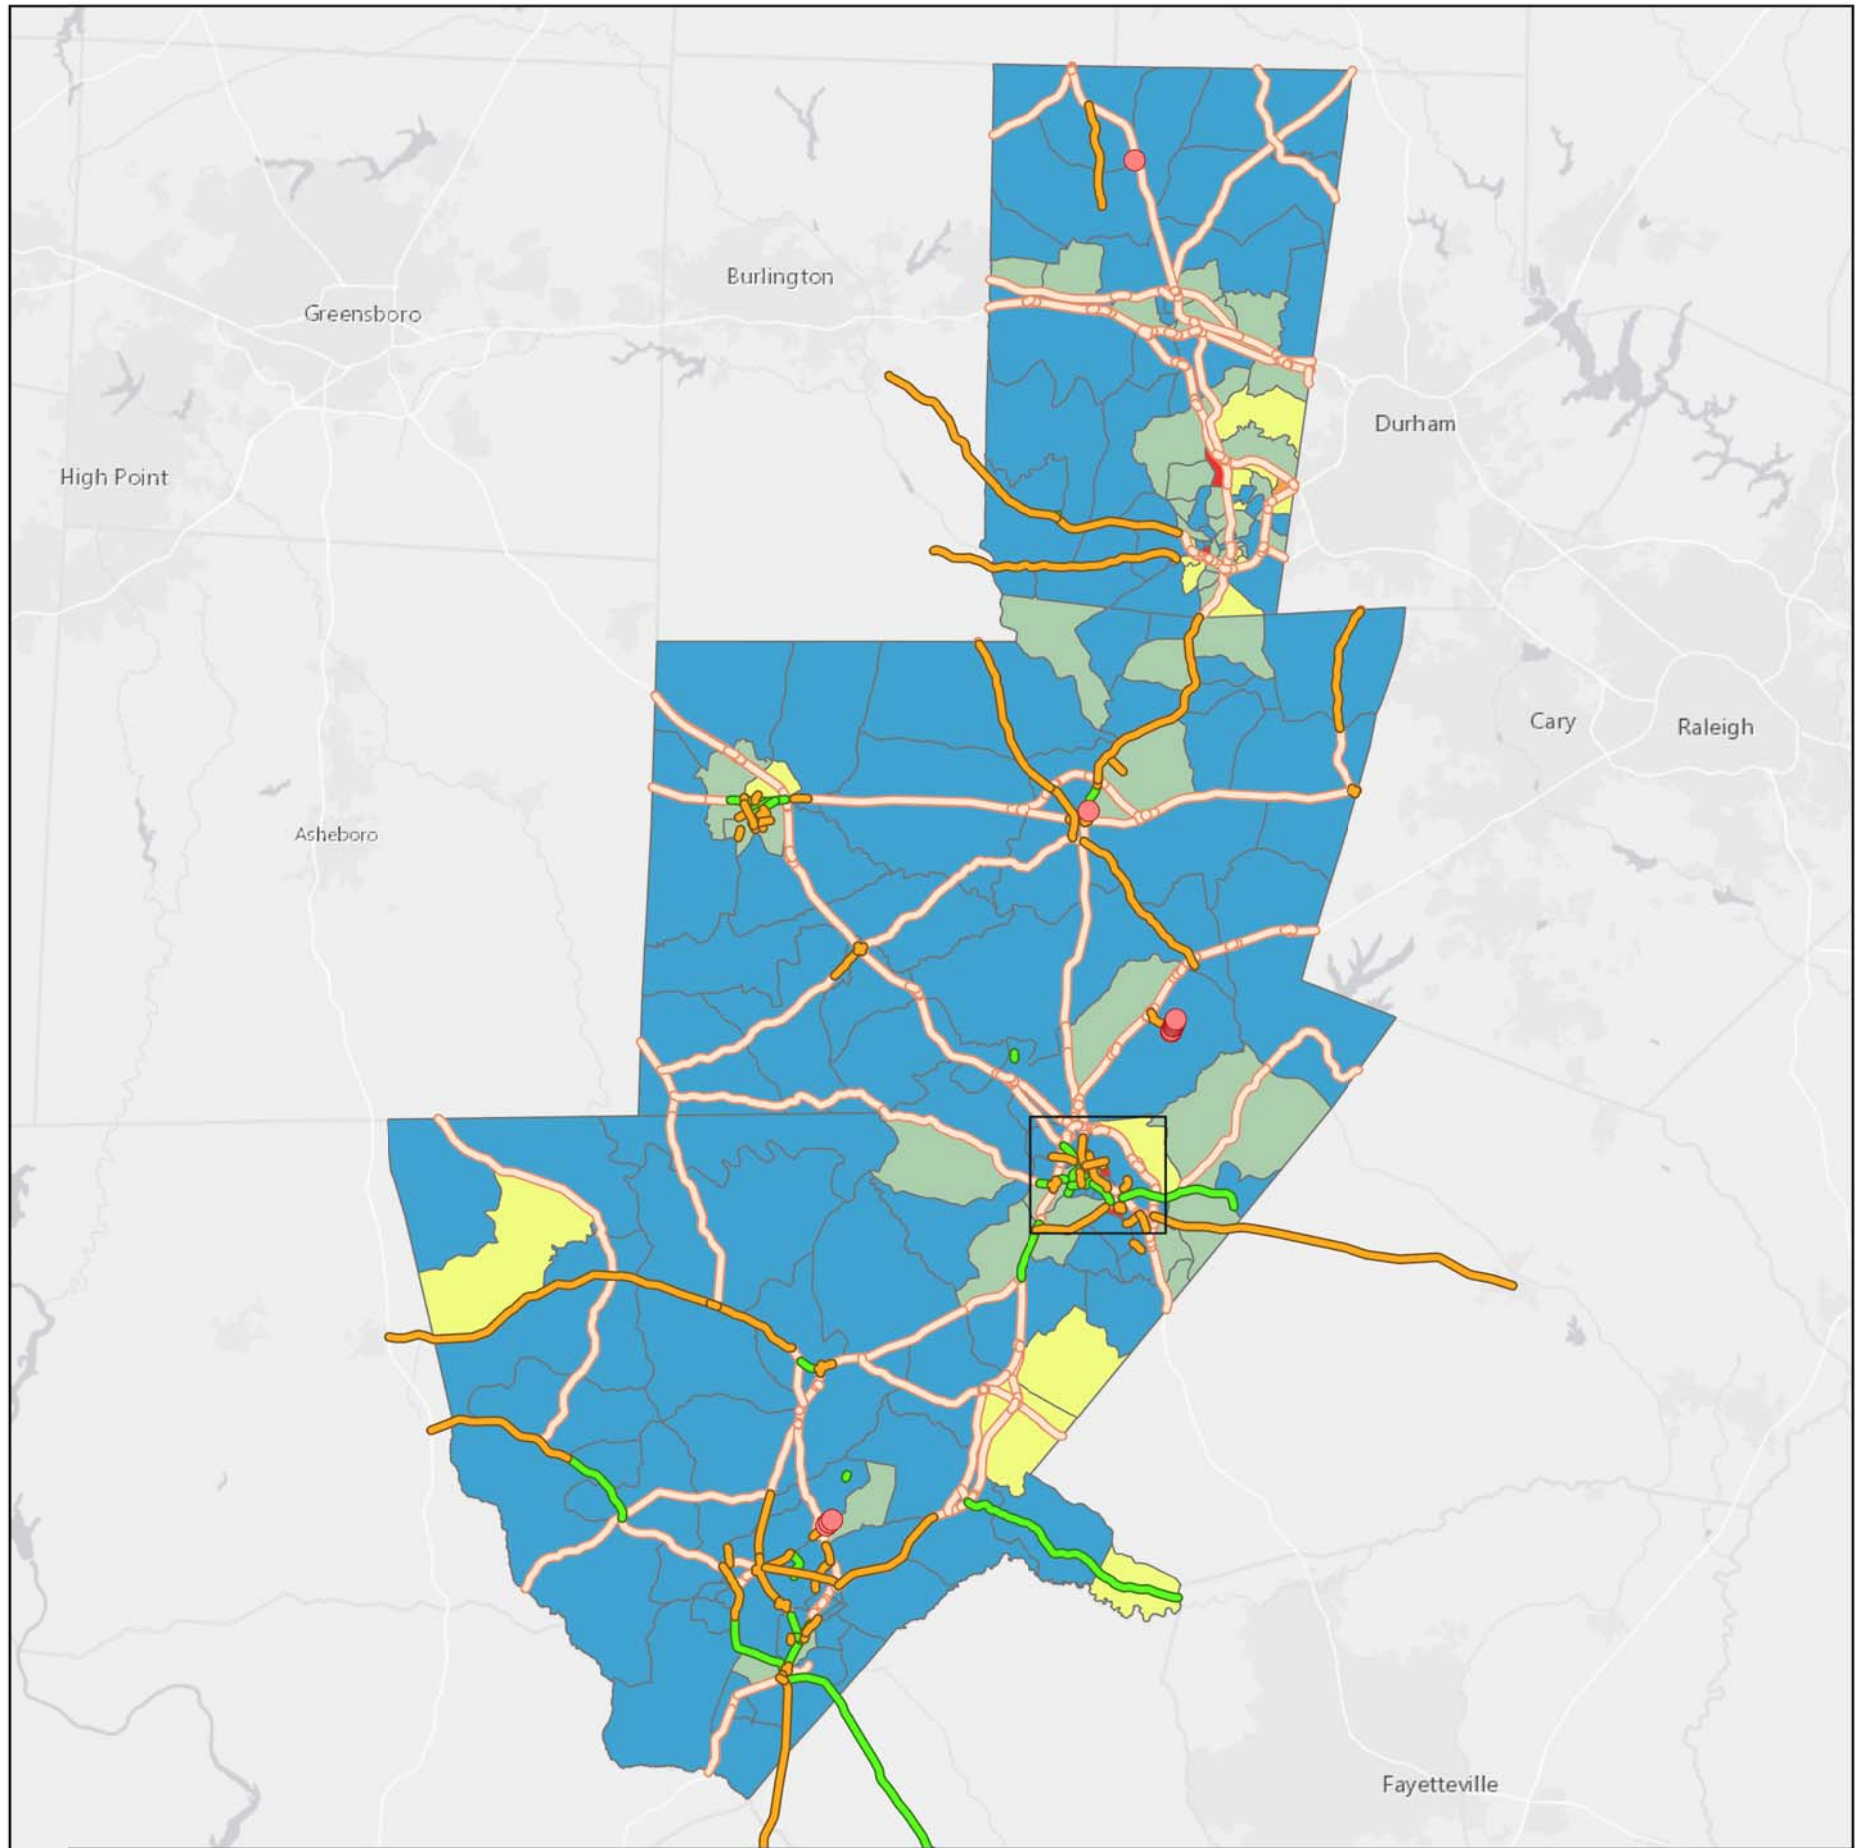 Burlington
Greensboro
Durham
High Point
Cary
Raleigh
Asheboro
Fayetteville